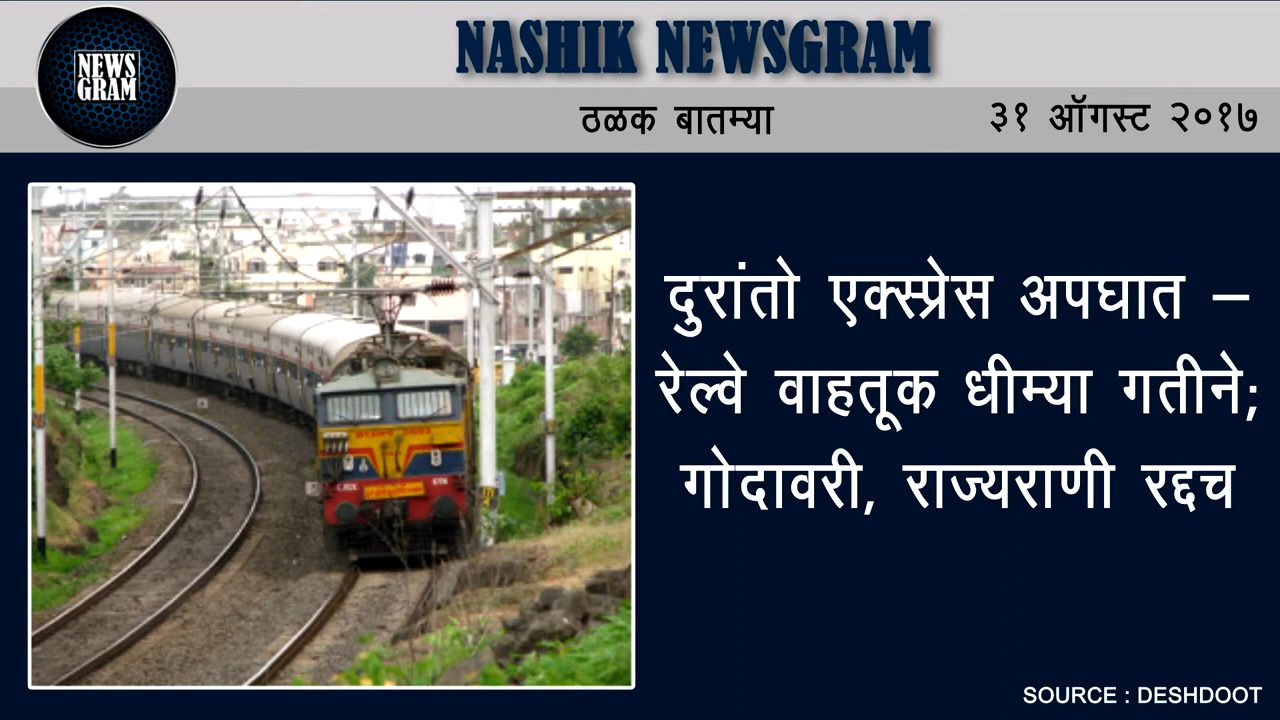 NEWS
GRAM
NASHIK NEWSGRAM
ठळक बातम्या
३१ ऑगस्ट २०१७
दुरांतो एक्स्प्रेस अपघात –
रेल्वे वाहतूक धीम्या गतीने;
गोदावरी, राज्यराणी रद्दच
SOURCE : DESHDOOT